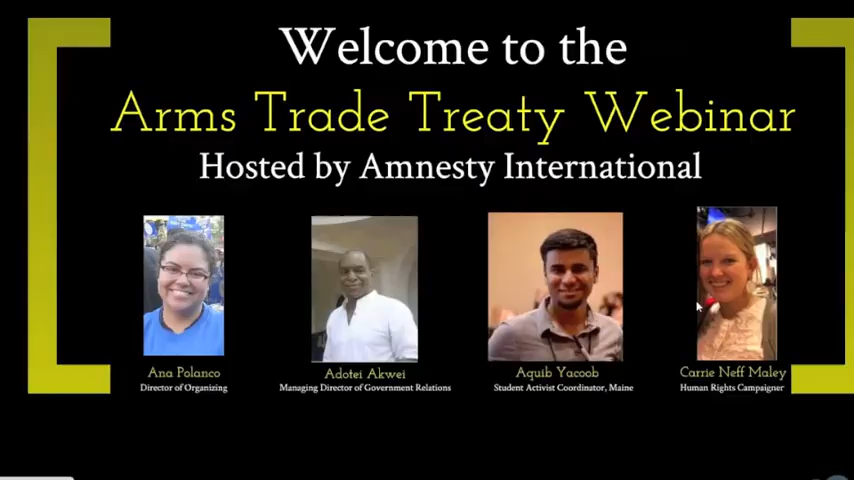 Welcome to the
Arms Trade Treaty Webinar
Hosted by Amnesty International
Ana Polanco
Director of Organizing
Adotei Akwei
Managing Director of Government Relations
Aquib Yacoob
Student Activist Coordinator, Maine
Carrie Neff Maley
Human Rights Campaigner